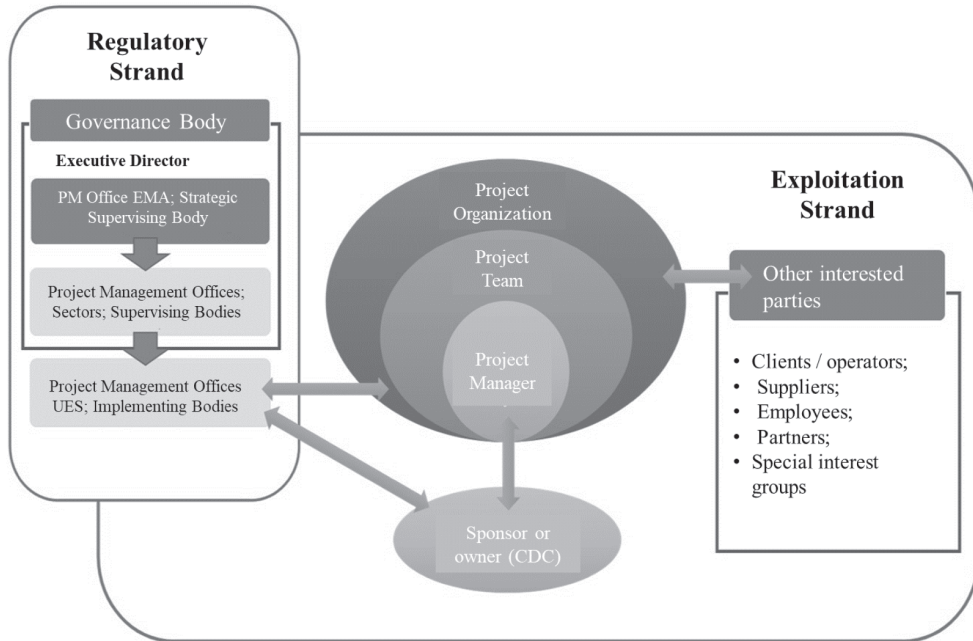 Regulatory
Strand
Governance Body
Executive Director
PM Office EMA; Strategic
Supervising Body
Project Management Offices;
Sectors; Supervising Bodies
Project Management Offices
UES; Implementing Bodies
Project
Organization
Project
Team
Project
Manager
Sponsor or
owner (CDC)
Exploitation
Strand
Other interested
parties
• Clients / operators;
• Suppliers;
• Employees;
• Partners;
• Special interest
groups